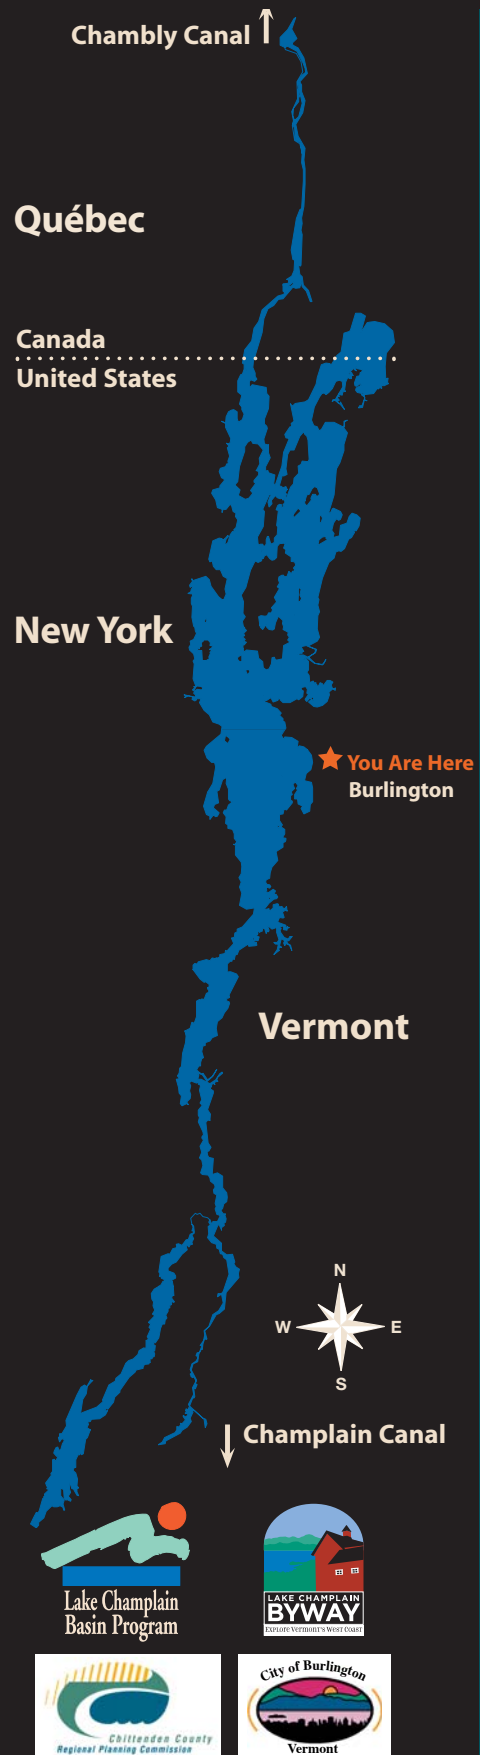 Chambly Canal
Québec
Canada
United States
New York
You Are Here
Burlington
Vermont
N
W E
S
Champlain Canal
Lake Champlain
Basin Program
LAKE CHAMPLAIN
BYWAY
EXPLORE VERMONT'S WEST COAST
Chittenden County
Regional Planning Commission
City of Burlington
Vermont